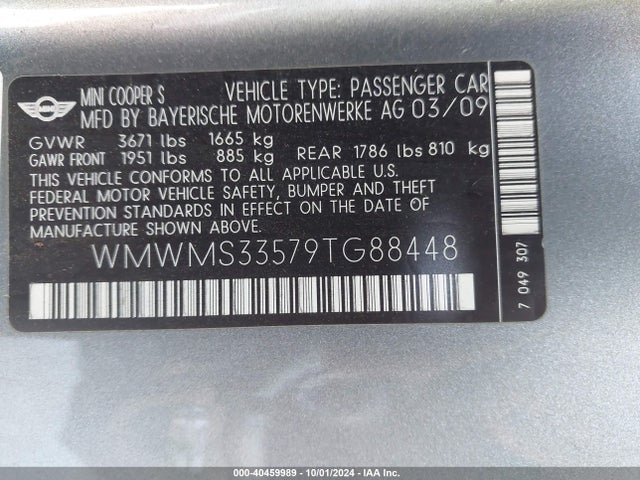 MINI
MINI COOPER S VEHICLE TYPE: PASSENGER CAR
MFD BY BAYERISCHE MOTORENWERKE AG 03/09
GVWR 3671 lbs 1665 kg
GAWR FRONT 1951 lbs 885 kg REAR 1786 lbs 810 kg
THIS VEHICLE CONFORMS TO ALL APPLICABLE U.S.
FEDERAL MOTOR VEHICLE SAFETY, BUMPER AND THEFT
PREVENTION STANDARDS IN EFFECT ON THE DATE OF
MANUFACTURE SHOWN ABOVE.
WMWMS33579TG88448
7 049 307
000-40459989 - 10/01/2024 - IAA Inc.